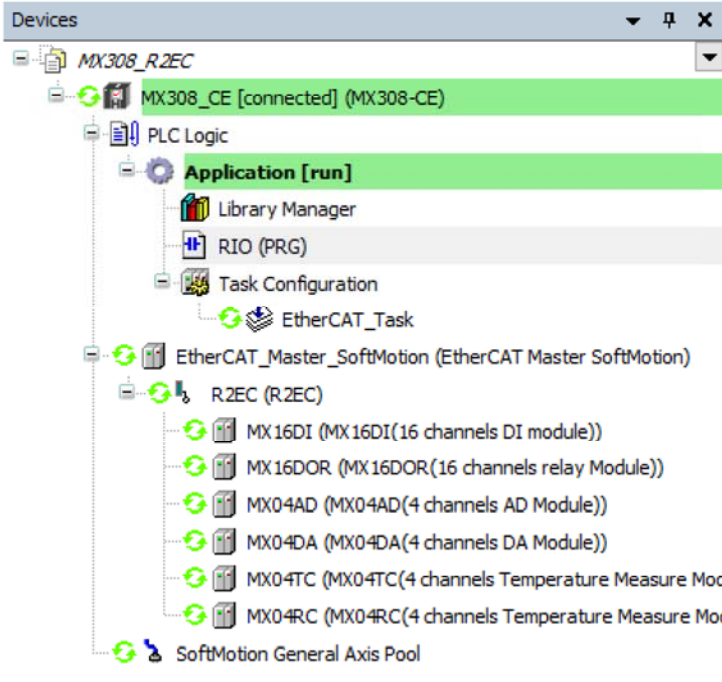 Devices
MX308_R2EC
MX308_CE [connected] (MX308-CE)
PLC Logic
Application [run]
Library Manager
RIO (PRG)
Task Configuration
EtherCAT_Task
EtherCAT_Master_SoftMotion (EtherCAT Master SoftMotion)
R2EC (R2EC)
MX16DI (MX16DI(16 channels DI module))
MX16DOR (MX16DOR(16 channels relay Module))
MX04AD (MX04AD(4 channels AD Module))
MX04DA (MX04DA(4 channels DA Module))
MX04TC (MX04TC(4 channels Temperature Measure Mod
MX04RC (MX04RC(4 channels Temperature Measure Mod
SoftMotion General Axis Pool